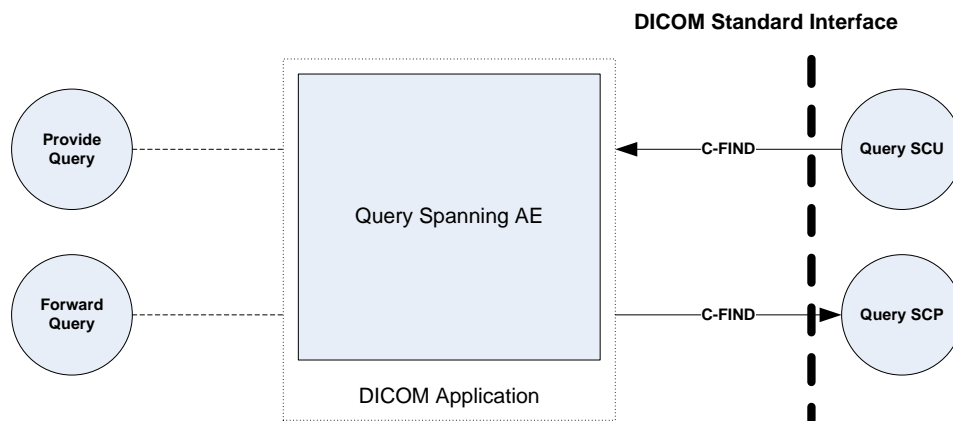 DICOM Standard Interface
Provide
Query
C-FIND
Query SCU
Query Spanning AE
Forward
Query
C-FIND
Query SCP
DICOM Application